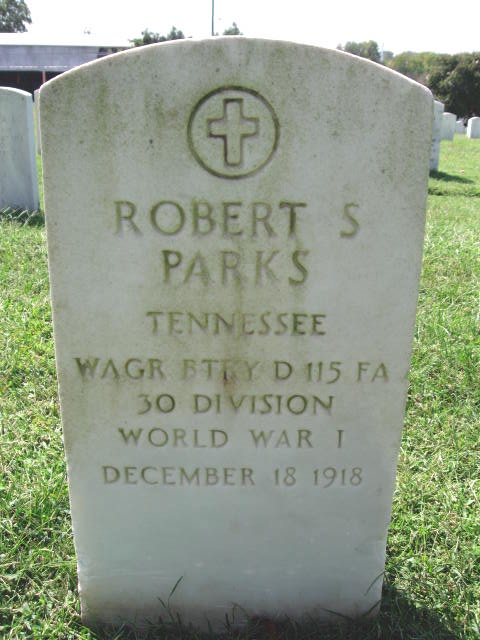 ROBERT S
PARKS
TENNESSEE
WAGR BTRY D 115 FA
30 DIVISION
WORLD WAR I
DECEMBER 18 1918